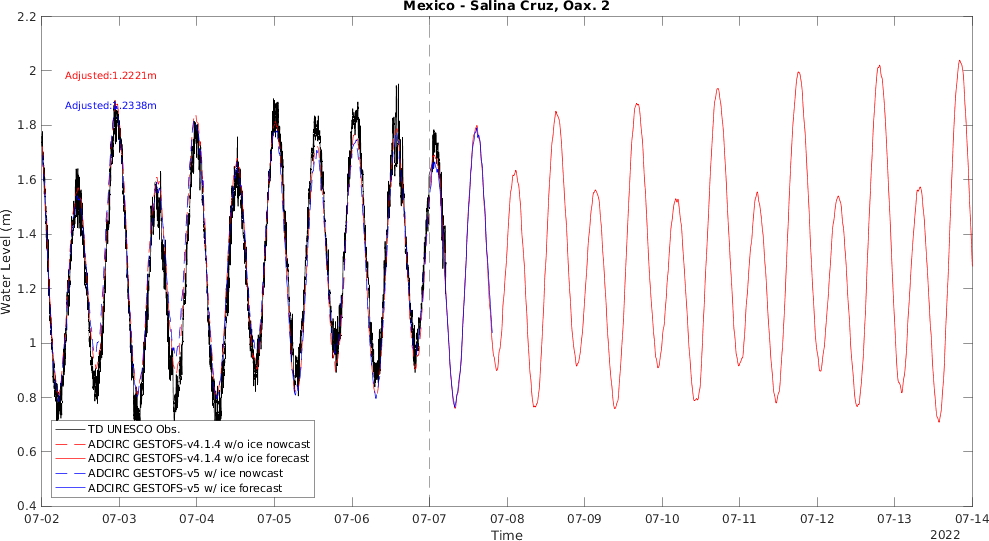 Mexico - Salina Cruz, Oax. 2
2.2
2
1.8
1.6
1.4
1.2
1
0.8
0.6
0.4
Water Level (m)
Adjusted:1.2221m
Adjusted:1.2338m
TD UNESCO Obs.
ADCIRC GESTOFS-v4.1.4 w/o ice nowcast
ADCIRC GESTOFS-v4.1.4 w/o ice forecast
ADCIRC GESTOFS-v5 w/ ice nowcast
ADCIRC GESTOFS-v5 w/ ice forecast
07-02 07-03 07-04 07-05 07-06 07-07 07-08 07-09 07-10 07-11 07-12 07-13 07-14
Time
2022